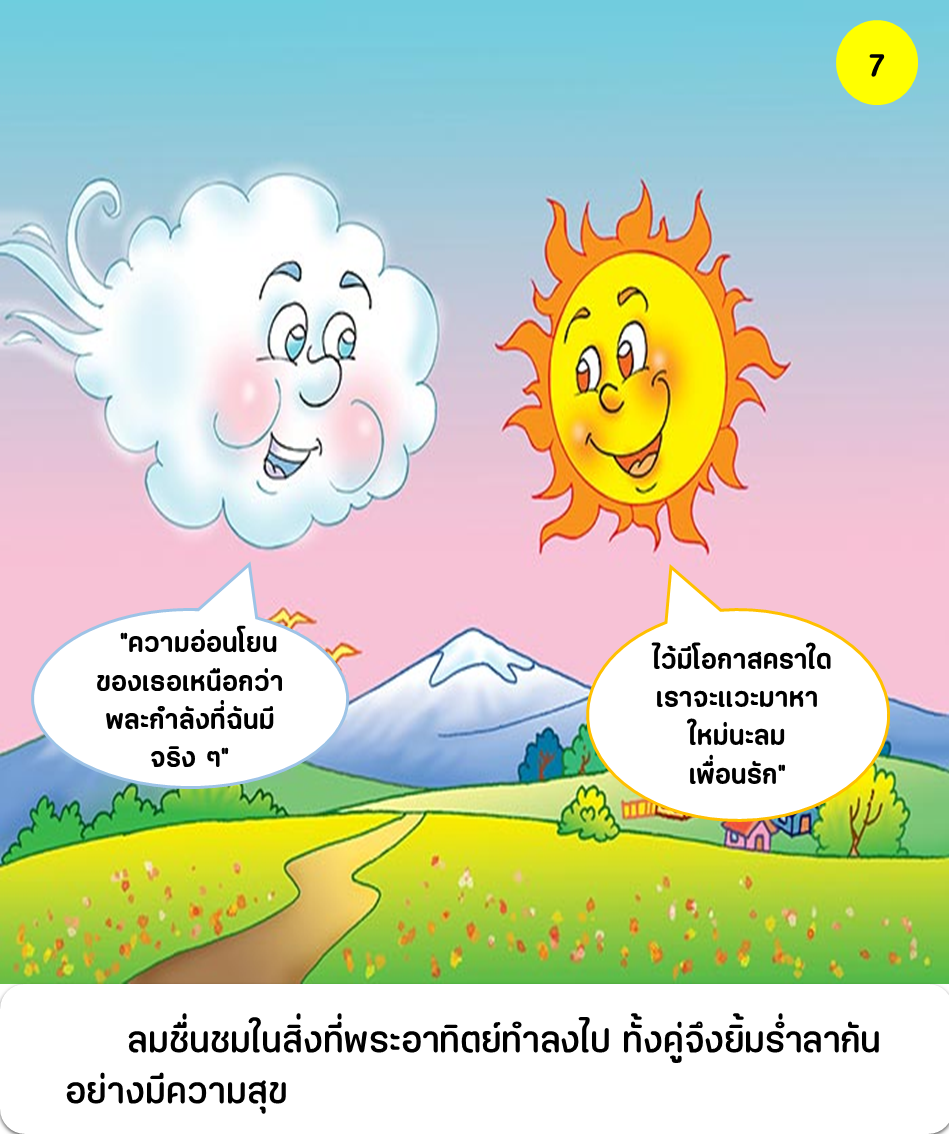 7
"ความอ่อนโยน
ของเธอเหนือกว่า
พละกำลังที่ฉันมี
จริง ๆ"
ไว้มีโอกาสคราใด
เราจะแวะมาหา
ใหม่นะลม
เพื่อนรัก"
ลมชื่นชมในสิ่งที่พระอาทิตย์ทำลงไป ทั้งคู่จึงยิ้มร่ำลากัน
อย่างมีความสุข